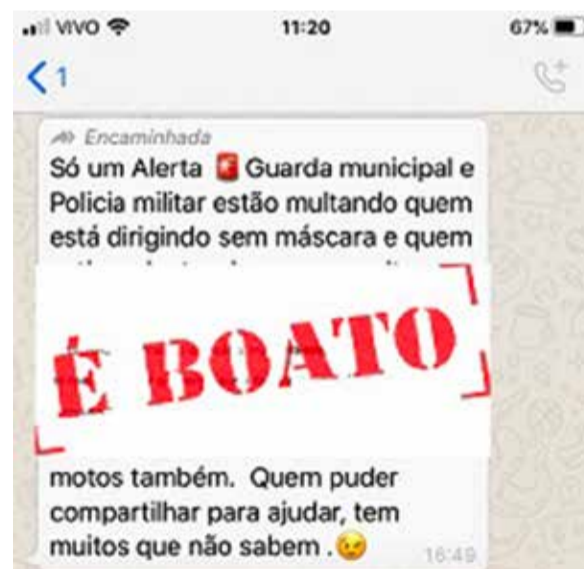 VIVO 11:20 67%
1
Encaminhada
Só um Alerta 🚨 Guarda municipal e
Policia militar estão multando quem
está dirigindo sem máscara e quem
É BOATO
motos também. Quem puder
compartilhar para ajudar, tem
muitos que não sabem .😉
16:49